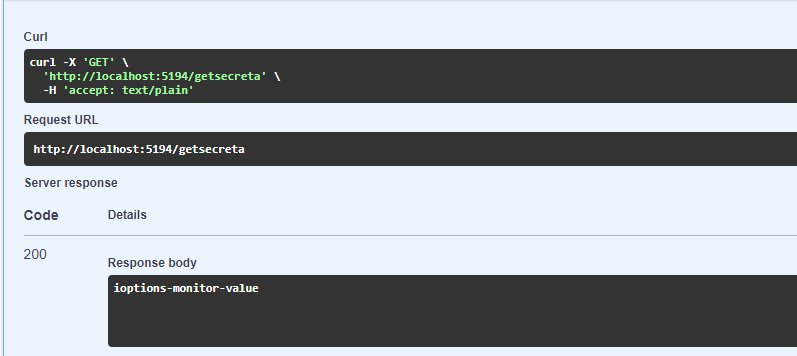 Curl
curl -X 'GET' \
'http://localhost:5194/getsecreta' \
-H 'accept: text/plain'
Request URL
http://localhost:5194/getsecreta
Server response
Code Details
200
Response body
ioptions-monitor-value